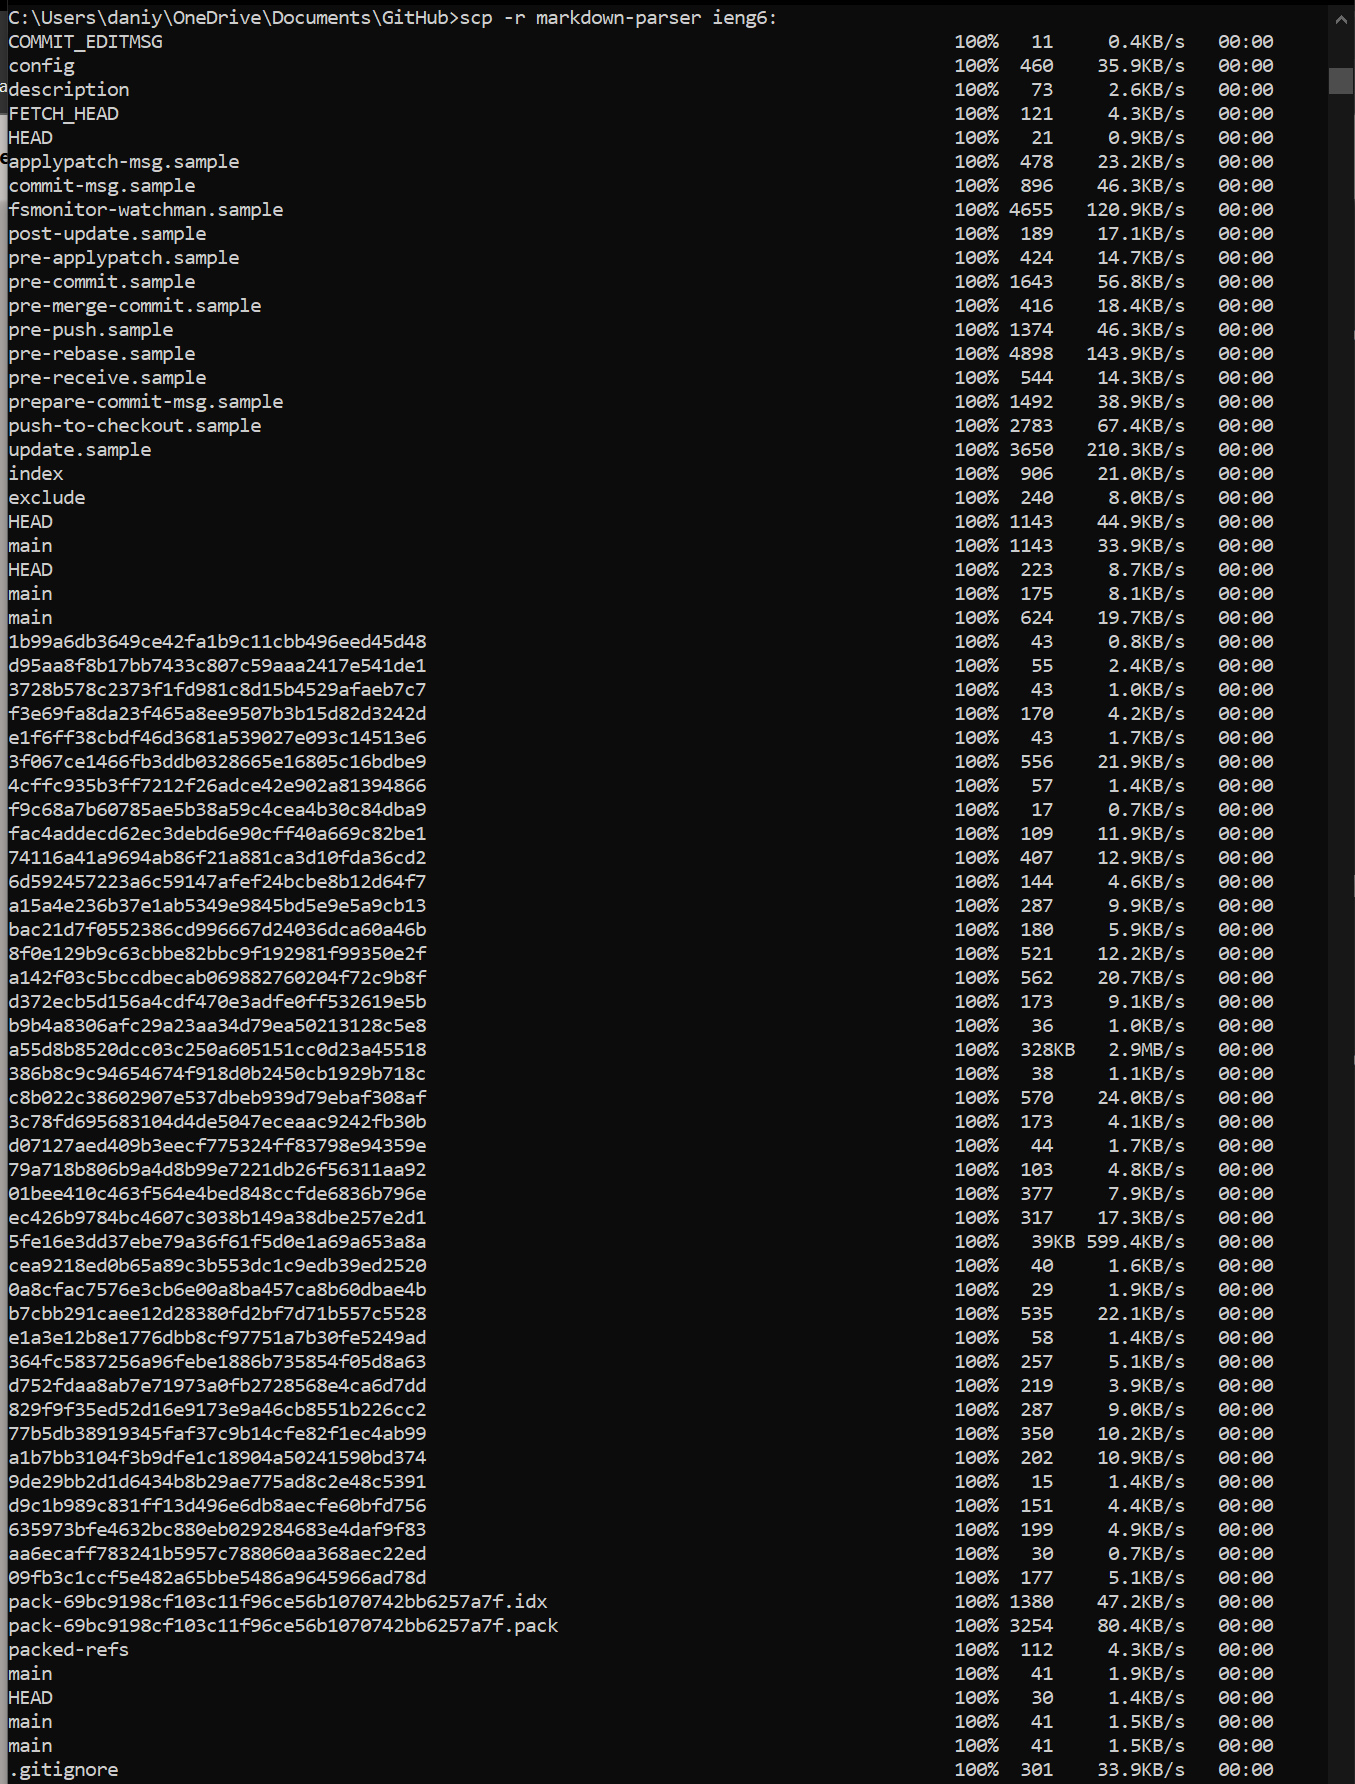 C:\Users\daniy\OneDrive\Documents\GitHub>scp -r markdown-parser ieng6:
COMMIT_EDITMSG 100% 11 0.4KB/s 00:00
config 100% 460 35.9KB/s 00:00
description 100% 73 2.6KB/s 00:00
FETCH_HEAD 100% 121 4.3KB/s 00:00
HEAD 100% 21 0.9KB/s 00:00
applypatch-msg.sample 100% 478 23.2KB/s 00:00
commit-msg.sample 100% 896 46.3KB/s 00:00
fsmonitor-watchman.sample 100% 4655 120.9KB/s 00:00
post-update.sample 100% 189 17.1KB/s 00:00
pre-applypatch.sample 100% 424 14.7KB/s 00:00
pre-commit.sample 100% 1643 56.8KB/s 00:00
pre-merge-commit.sample 100% 416 18.4KB/s 00:00
pre-push.sample 100% 1374 46.3KB/s 00:00
pre-rebase.sample 100% 4898 143.9KB/s 00:00
pre-receive.sample 100% 544 14.3KB/s 00:00
prepare-commit-msg.sample 100% 1492 38.9KB/s 00:00
push-to-checkout.sample 100% 2783 67.4KB/s 00:00
update.sample 100% 3650 210.3KB/s 00:00
index 100% 906 21.0KB/s 00:00
exclude 100% 240 8.0KB/s 00:00
HEAD 100% 1143 44.9KB/s 00:00
main 100% 1143 33.9KB/s 00:00
HEAD 100% 223 8.7KB/s 00:00
main 100% 175 8.1KB/s 00:00
main 100% 624 19.7KB/s 00:00
1b99a6db3649ce42fa1b9c11cbb496eed45d48 100% 43 0.8KB/s 00:00
d95aa8f8b17bb7433c807c59aaa2417e541de1 100% 55 2.4KB/s 00:00
3728b578c2373f1fd981c8d15b4529afaeb7c7 100% 43 1.0KB/s 00:00
f3e69fa8da23f465a8ee9507b3b15d82d3242d 100% 170 4.2KB/s 00:00
e1f6ff38cbdf46d3681a539027e093c14513e6 100% 43 1.7KB/s 00:00
3f067ce1466fb3ddb0328665e16805c16bdbe9 100% 556 21.9KB/s 00:00
4cffc935b3ff7212f26adce42e902a81394866 100% 57 1.4KB/s 00:00
f9c68a7b60785ae5b38a59c4cea4b30c84dba9 100% 17 0.7KB/s 00:00
fac4addecd62ec3debd6e90cff40a669c82be1 100% 109 11.9KB/s 00:00
74116a41a9694ab86f21a881ca3d10fda36cd2 100% 407 12.9KB/s 00:00
6d592457223a6c59147afef24bcbe8b12d64f7 100% 144 4.6KB/s 00:00
a15a4e236b37e1ab5349e9845bd5e9e5a9cb13 100% 287 9.9KB/s 00:00
bac21d7f0552386cd996667d24036dca60a46b 100% 180 5.9KB/s 00:00
8f0e129b9c63cbbe82bbc9f192981f99350e2f 100% 521 12.2KB/s 00:00
a142f03c5bccdbecab069882760204f72c9b8f 100% 562 20.7KB/s 00:00
d372ecb5d156a4cdf470e3adfe0ff532619e5b 100% 173 9.1KB/s 00:00
b9b4a8306afc29a23aa34d79ea50213128c5e8 100% 36 1.0KB/s 00:00
a55d8b8520dcc03c250a605151cc0d23a45518 100% 328KB 2.9MB/s 00:00
386b8c9c94654674f918d0b2450cb1929b718c 100% 38 1.1KB/s 00:00
c8b022c38602907e537dbeb939d79ebaf308af 100% 570 24.0KB/s 00:00
3c78fd695683104d4de5047eceaac9242fb30b 100% 173 4.1KB/s 00:00
d07127aed409b3eecf775324ff83798e94359e 100% 44 1.7KB/s 00:00
79a718b806b9a4d8b99e7221db26f56311aa92 100% 103 4.8KB/s 00:00
01bee410c463f564e4bed848ccfde6836b796e 100% 377 7.9KB/s 00:00
ec426b9784bc4607c3038b149a38dbe257e2d1 100% 317 17.3KB/s 00:00
5fe16e3dd37ebe79a36f61f5d0e1a69a653a8a 100% 39KB 599.4KB/s 00:00
cea9218ed0b65a89c3b553dc1c9edb39ed2520 100% 40 1.6KB/s 00:00
0a8cfac7576e3cb6e00a8ba457ca8b60dbae4b 100% 29 1.9KB/s 00:00
b7cbb291caee12d28380fd2bf7d71b557c5528 100% 535 22.1KB/s 00:00
e1a3e12b8e1776dbb8cf97751a7b30fe5249ad 100% 58 1.4KB/s 00:00
364fc5837256a96febe1886b735854f05d8a63 100% 257 5.1KB/s 00:00
d752fdaa8ab7e71973a0fb2728568e4ca6d7dd 100% 219 3.9KB/s 00:00
829f9f35ed52d16e9173e9a46cb8551b226cc2 100% 287 9.0KB/s 00:00
77b5db38919345faf37c9b14cfe82f1ec4ab99 100% 350 10.2KB/s 00:00
a1b7bb3104f3b9dfe1c18904a50241590bd374 100% 202 10.9KB/s 00:00
9de29bb2d1d6434b8b29ae775ad8c2e48c5391 100% 15 1.4KB/s 00:00
d9c1b989c831ff13d496e6db8aecfe60bfd756 100% 151 4.4KB/s 00:00
635973bfe4632bc880eb029284683e4daf9f83 100% 199 4.9KB/s 00:00
aa6ecaff783241b5957c788060aa368aec22ed 100% 30 0.7KB/s 00:00
09fb3c1ccf5e482a65bbe5486a9645966ad78d 100% 177 5.1KB/s 00:00
pack-69bc9198cf103c11f96ce56b1070742bb6257a7f.idx 100% 1380 47.2KB/s 00:00
pack-69bc9198cf103c11f96ce56b1070742bb6257a7f.pack 100% 3254 80.4KB/s 00:00
packed-refs 100% 112 4.3KB/s 00:00
main 100% 41 1.9KB/s 00:00
HEAD 100% 30 1.4KB/s 00:00
main 100% 41 1.5KB/s 00:00
main 100% 41 1.5KB/s 00:00
.gitignore 100% 301 33.9KB/s 00:00